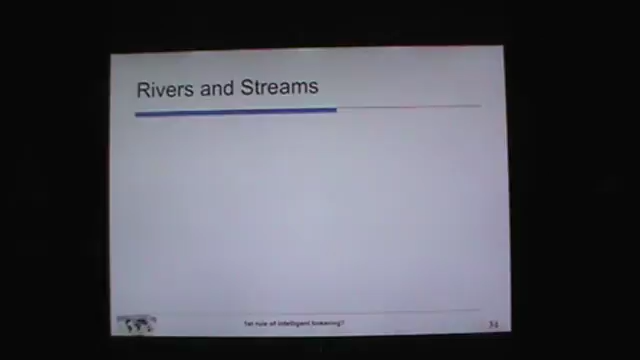 Rivers and Streams
1st rule of intelligent tinkering?
34